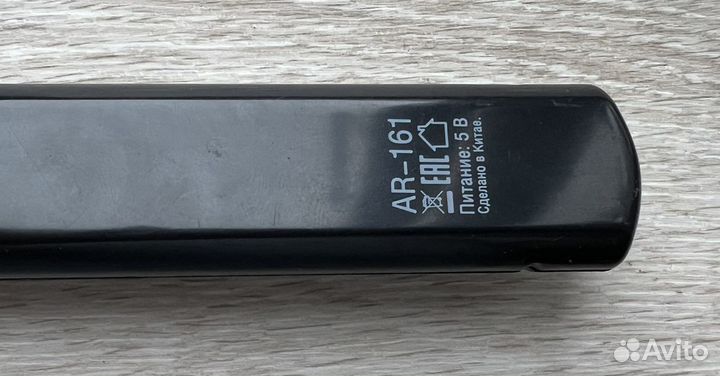 AR-161
EAC
Питание: 5 В
Сделано в Китае.
Avito